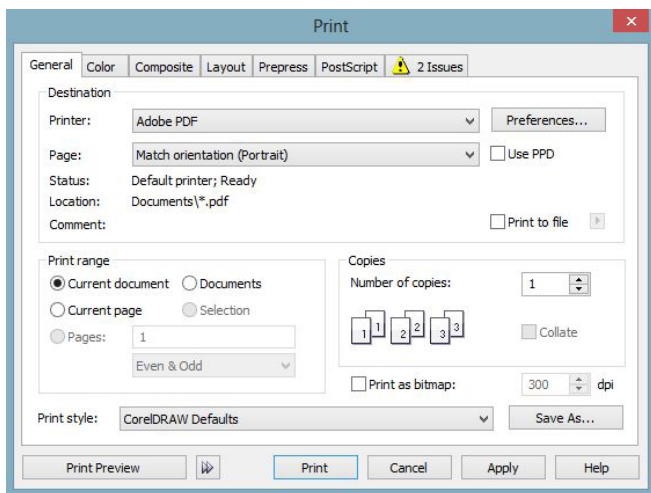 Print
General Color Composite Layout Prepress PostScript 2 Issues
Destination
Printer: Adobe PDF Preferences...
Page: Match orientation (Portrait) Use PPD
Status: Default printer; Ready
Location: Documents\*.pdf
Comment: Print to file
Print range Copies
Current document Documents Number of copies: 1
Current page Selection
1 1 2 2 3 3 Collate
Pages: 1
Even & Odd
Print as bitmap: 300 dpi
Print style: CorelDRAW Defaults Save As...
Print Preview Print Cancel Apply Help